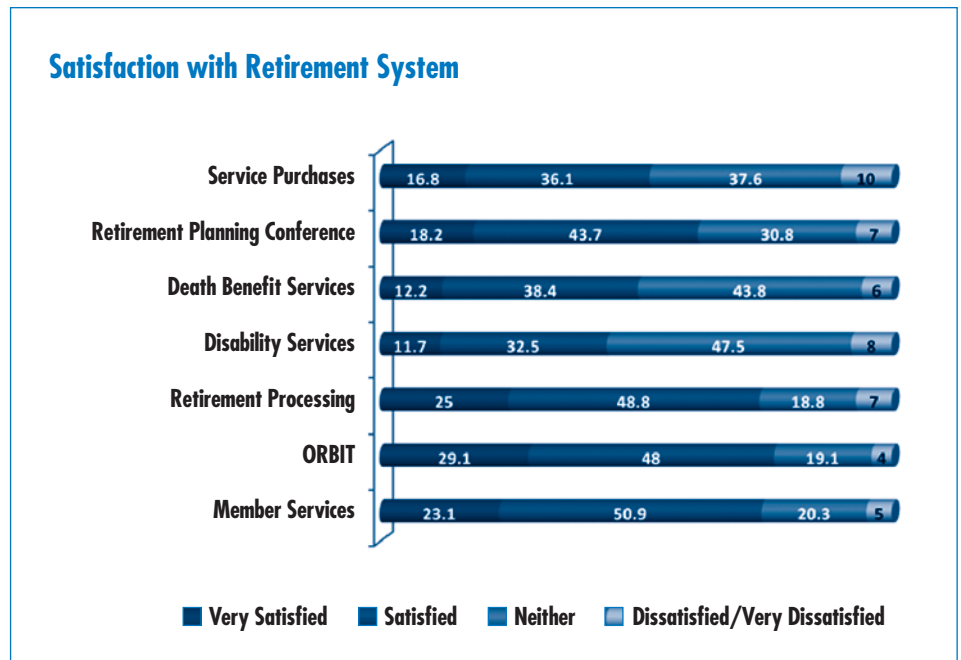 Satisfaction with Retirement System
Service Purchases 16.8 36.1 37.6 10
Retirement Planning Conference 18.2 43.7 30.8 7
Death Benefit Services 12.2 38.4 43.8 6
Disability Services 11.7 32.5 47.5 8
Retirement Processing 25 48.8 18.8 7
ORBIT 29.1 48 19.1 4
Member Services 23.1 50.9 20.3 5
Very Satisfied Satisfied Neither Dissatisfied/Very Dissatisfied